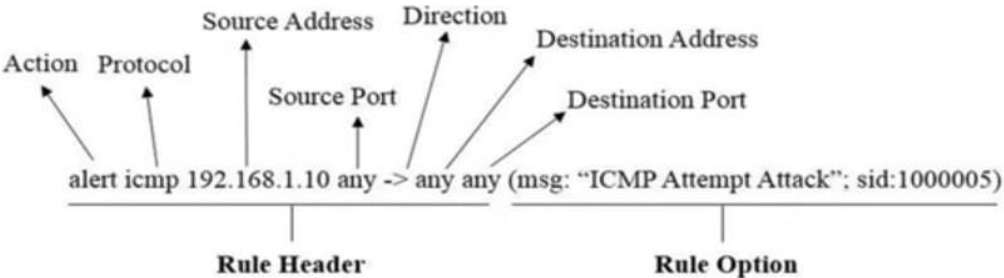 Source Address Direction
Destination Address
Action Protocol
Source Port
Destination Port
alert icmp 192.168.1.10 any -> any any (msg: “ICMP Attempt Attack”; sid:1000005)
Rule Header Rule Option